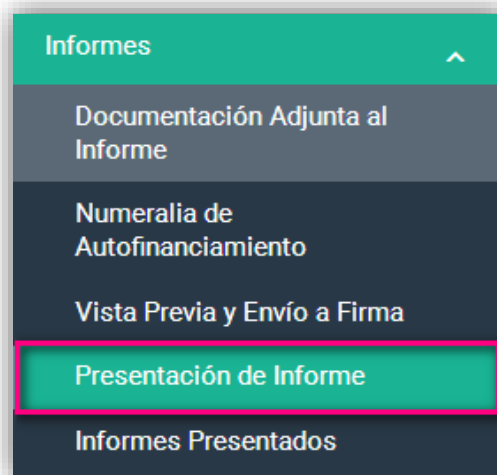 Informes
Documentación Adjunta al
Informe
Numeralia de
Autofinanciamiento
Vista Previa y Envío a Firma
Presentación de Informe
Informes Presentados